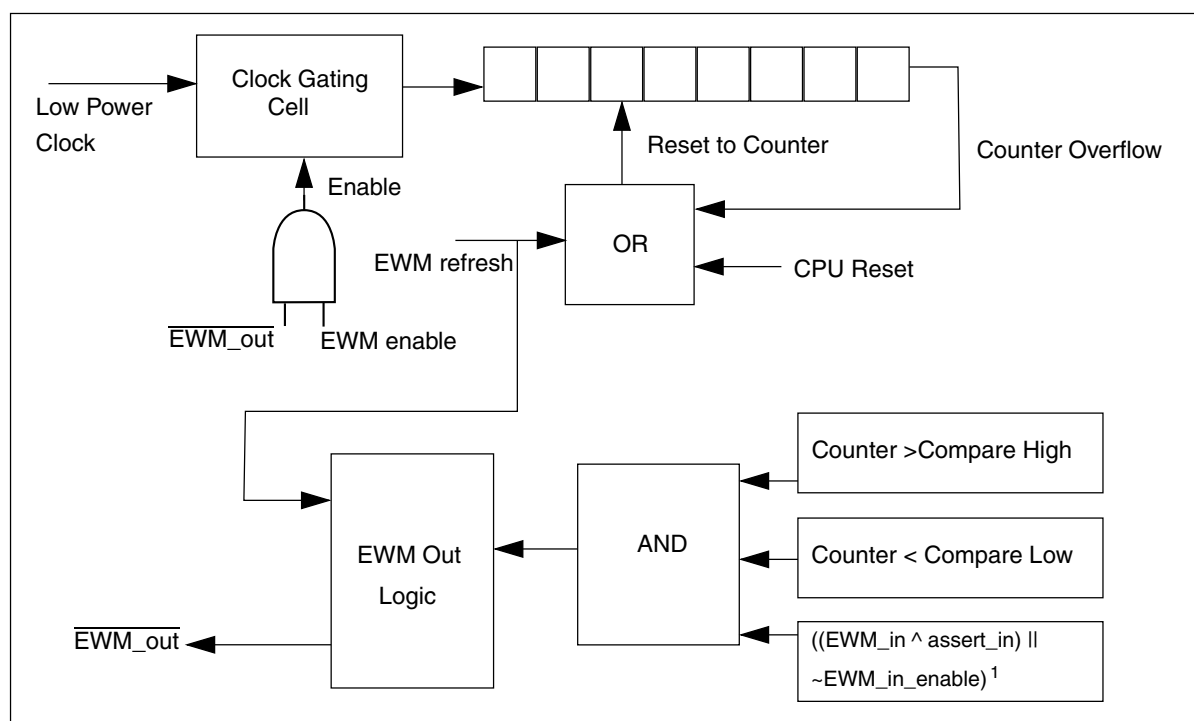 Clock Gating
Cell
Low Power
Clock
Reset to Counter
Counter Overflow
Enable
OR
EWM refresh
CPU Reset
EWM_out
EWM enable
Counter >Compare High
AND
EWM Out
Logic
Counter < Compare Low
EWM_out
((EWM_in ^ assert_in) ||
~EWM_in_enable) 1